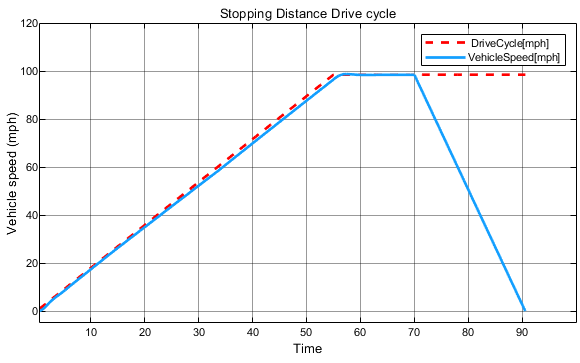 Stopping Distance Drive cycle
DriveCycle[mph]
VehicleSpeed[mph]
Vehicle speed (mph)
120
100
80
60
40
20
0
10 20 30 40 50 60 70 80 90
Time